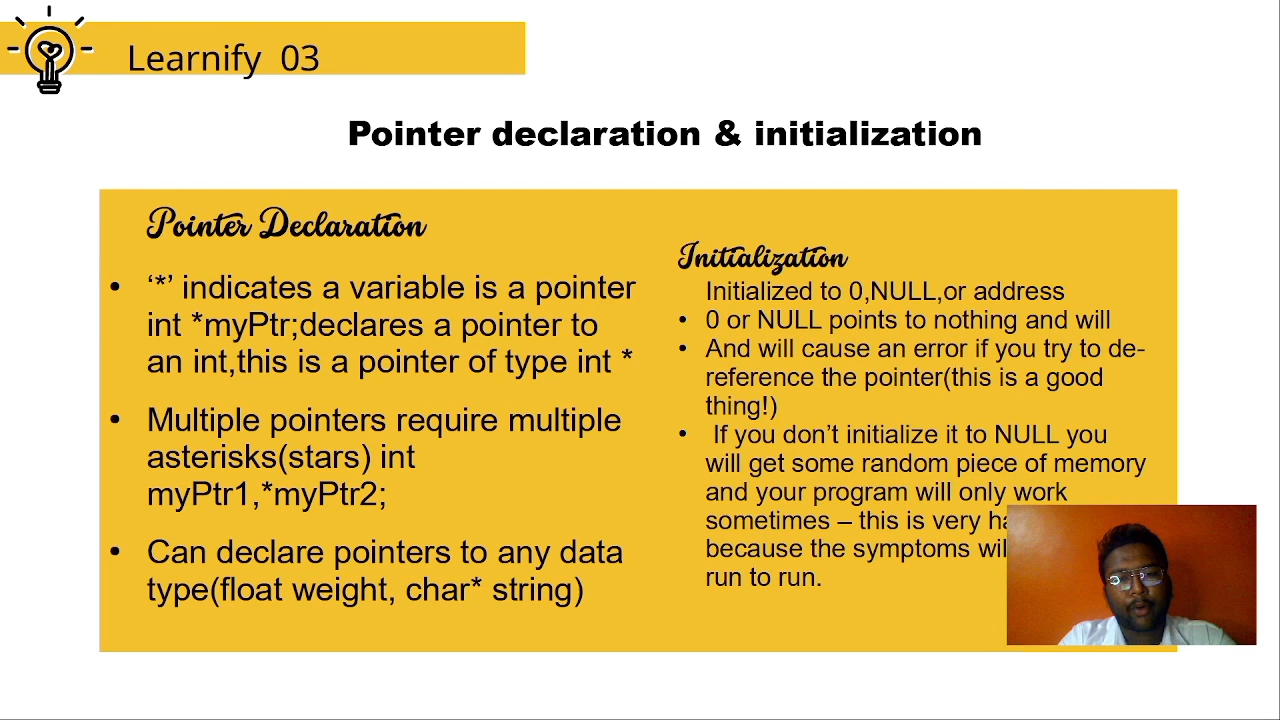 Learnify 03
Pointer declaration & initialization
Pointer Declaration
• ‘*’ indicates a variable is a pointer
int *myPtr;declares a pointer to
an int,this is a pointer of type int *
• Multiple pointers require multiple
asterisks(stars) int
myPtr1,*myPtr2;
• Can declare pointers to any data
type(float weight, char* string)
Initialization
Initialized to 0,NULL,or address
• 0 or NULL points to nothing and will
• And will cause an error if you try to de-
reference the pointer(this is a good
thing!)
• If you don’t initialize it to NULL you
will get some random piece of memory
and your program will only work
sometimes – this is very
because the symptoms
run to run.